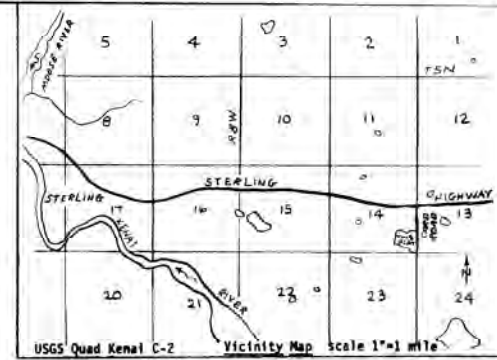 5 4 3 2 1
MOOSE RIVER
T5N
8 9 10 11 12
R8W
STERLING HIGHWAY
STERLING 17 16 15 14 13
ROAD
KENAI
RIVER
N
20 21 22 23 24
USGS Quad Kenai C-2 Vicinity Map scale 1"=1 mile